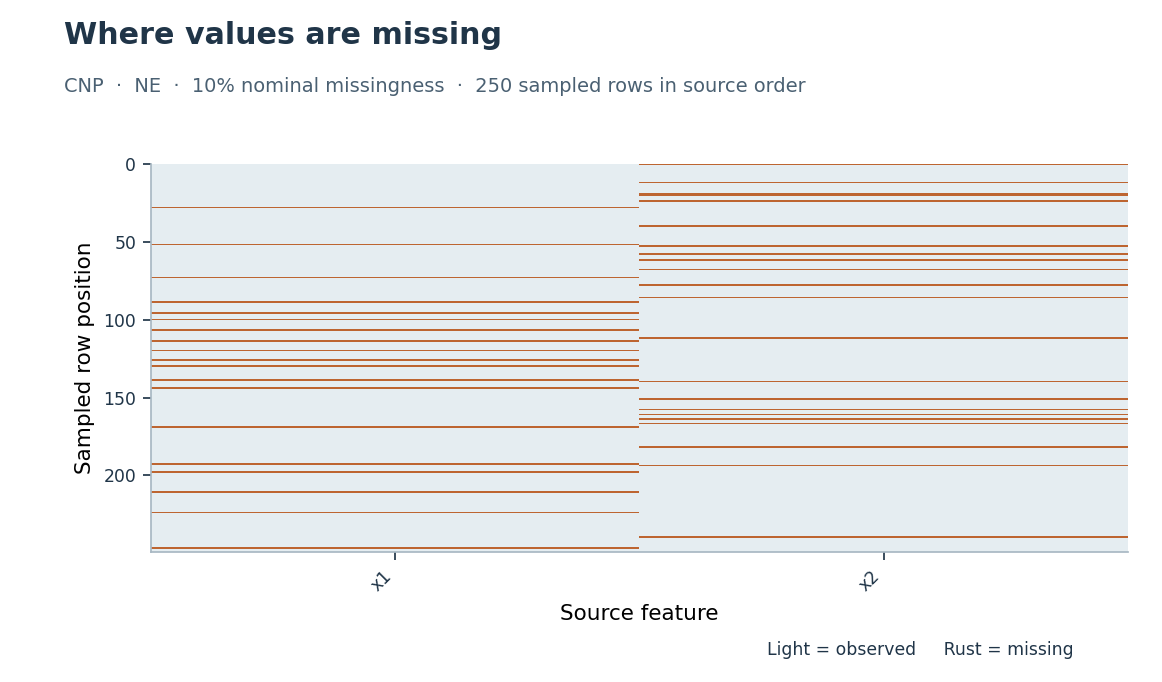 Where values are missing
CNP · NE · 10% nominal missingness · 250 sampled rows in source order
0
50
100
150
200
Sampled row position
x1
x2
Source feature
Light = observed Rust = missing